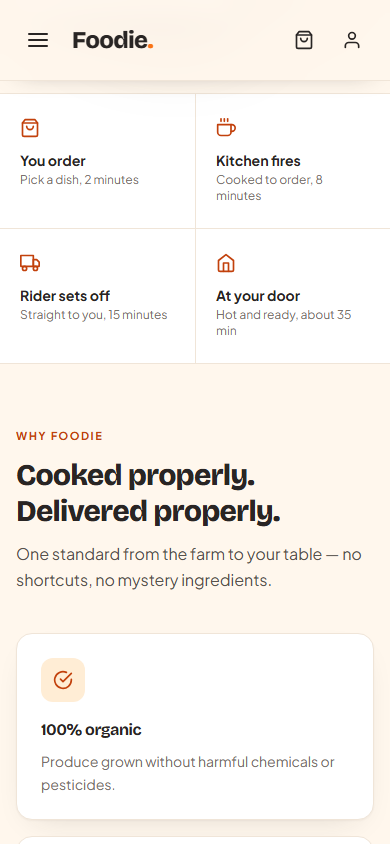 Foodie.
You order
Pick a dish, 2 minutes
Kitchen fires
Cooked to order, 8
minutes
Rider sets off
Straight to you, 15 minutes
At your door
Hot and ready, about 35
min
WHY FOODIE
Cooked properly.
Delivered properly.
One standard from the farm to your table — no
shortcuts, no mystery ingredients.
100% organic
Produce grown without harmful chemicals or
pesticides.